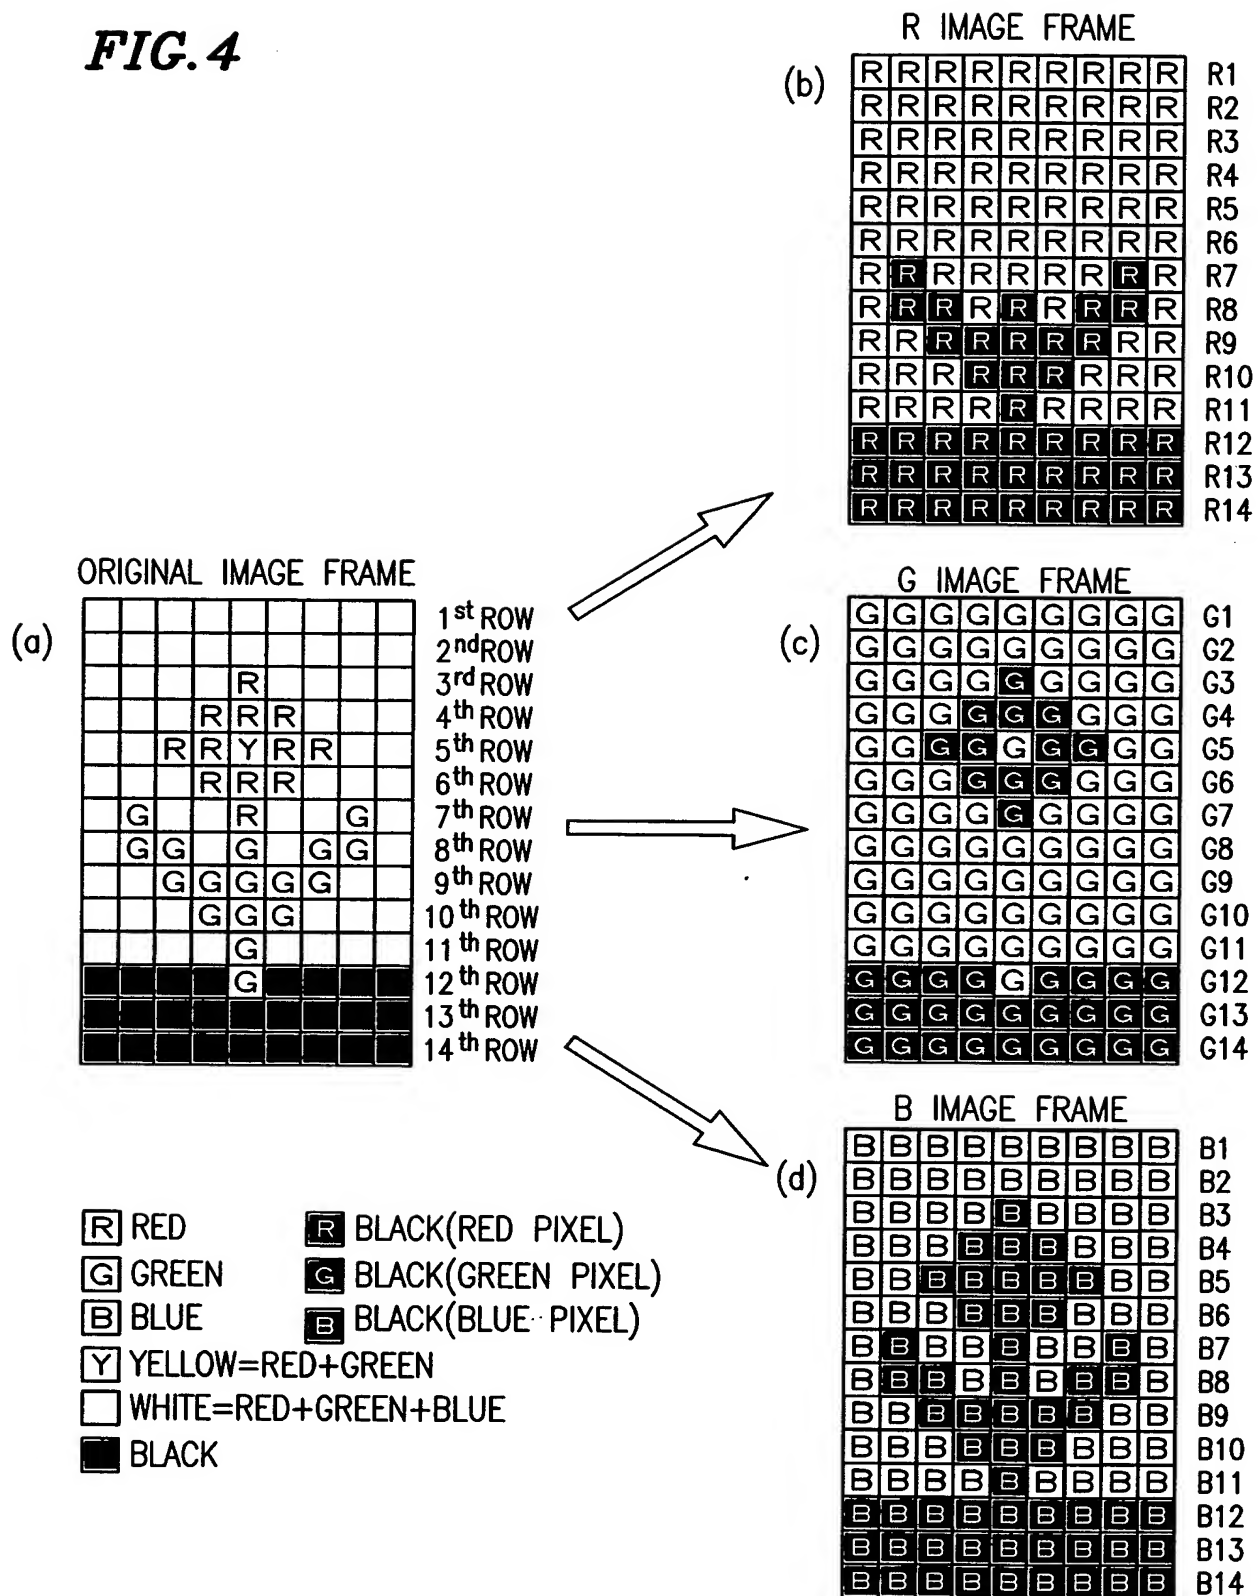 FIG. 4
R IMAGE FRAME
(b)
R R R R R R R R R R1
R R R R R R R R R R2
R R R R R R R R R R3
R R R R R R R R R R4
R R R R R R R R R R5
R R R R R R R R R R6
R R R R R R R R R R7
R R R R R R R R R R8
R R R R R R R R R R9
R R R R R R R R R R10
R R R R R R R R R R11
R R R R R R R R R R12
R R R R R R R R R R13
R R R R R R R R R R14
ORIGINAL IMAGE FRAME
(a)
1st ROW
2nd ROW
R 3rd ROW
R R R 4th ROW
R R Y R R 5th ROW
R R R 6th ROW
G R G 7th ROW
G G G G G 8th ROW
G G G G G 9th ROW
G G G 10th ROW
G 11th ROW
G 12th ROW
13th ROW
14th ROW
G IMAGE FRAME
(c)
G G G G G G G G G G1
G G G G G G G G G G2
G G G G G G G G G G3
G G G G G G G G G G4
G G G G G G G G G G5
G G G G G G G G G G6
G G G G G G G G G G7
G G G G G G G G G G8
G G G G G G G G G G9
G G G G G G G G G G10
G G G G G G G G G G11
G G G G G G G G G G12
G G G G G G G G G G13
G G G G G G G G G G14
B IMAGE FRAME
(d)
B B B B B B B B B B1
B B B B B B B B B B2
B B B B B B B B B B3
B B B B B B B B B B4
B B B B B B B B B B5
B B B B B B B B B B6
B B B B B B B B B B7
B B B B B B B B B B8
B B B B B B B B B B9
B B B B B B B B B B10
B B B B B B B B B B11
B B B B B B B B B B12
B B B B B B B B B B13
B B B B B B B B B B14
R RED
G GREEN
B BLUE
Y YELLOW=RED+GREEN
WHITE=RED+GREEN+BLUE
BLACK
R BLACK(RED PIXEL)
G BLACK(GREEN PIXEL)
B BLACK(BLUE PIXEL)